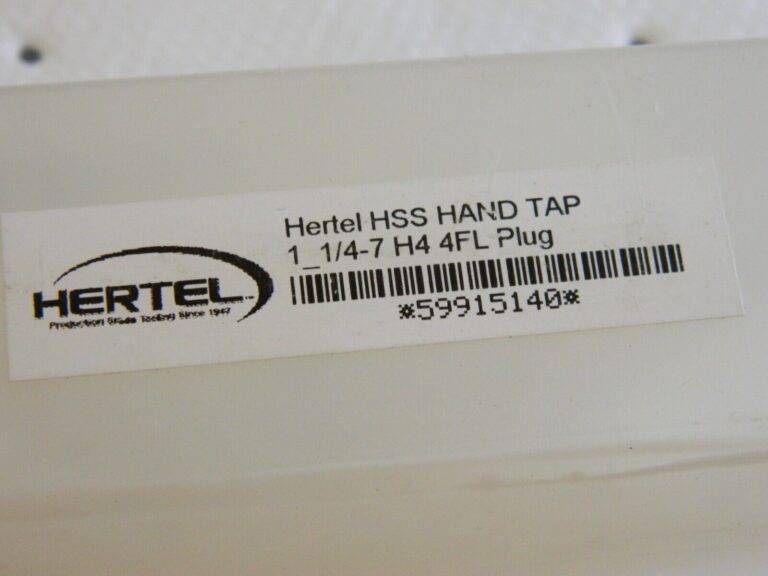 HERTEL
Production Grade Tooling Since 1947
Hertel HSS HAND TAP
1_1/4-7 H4 4FL Plug
*59915140*